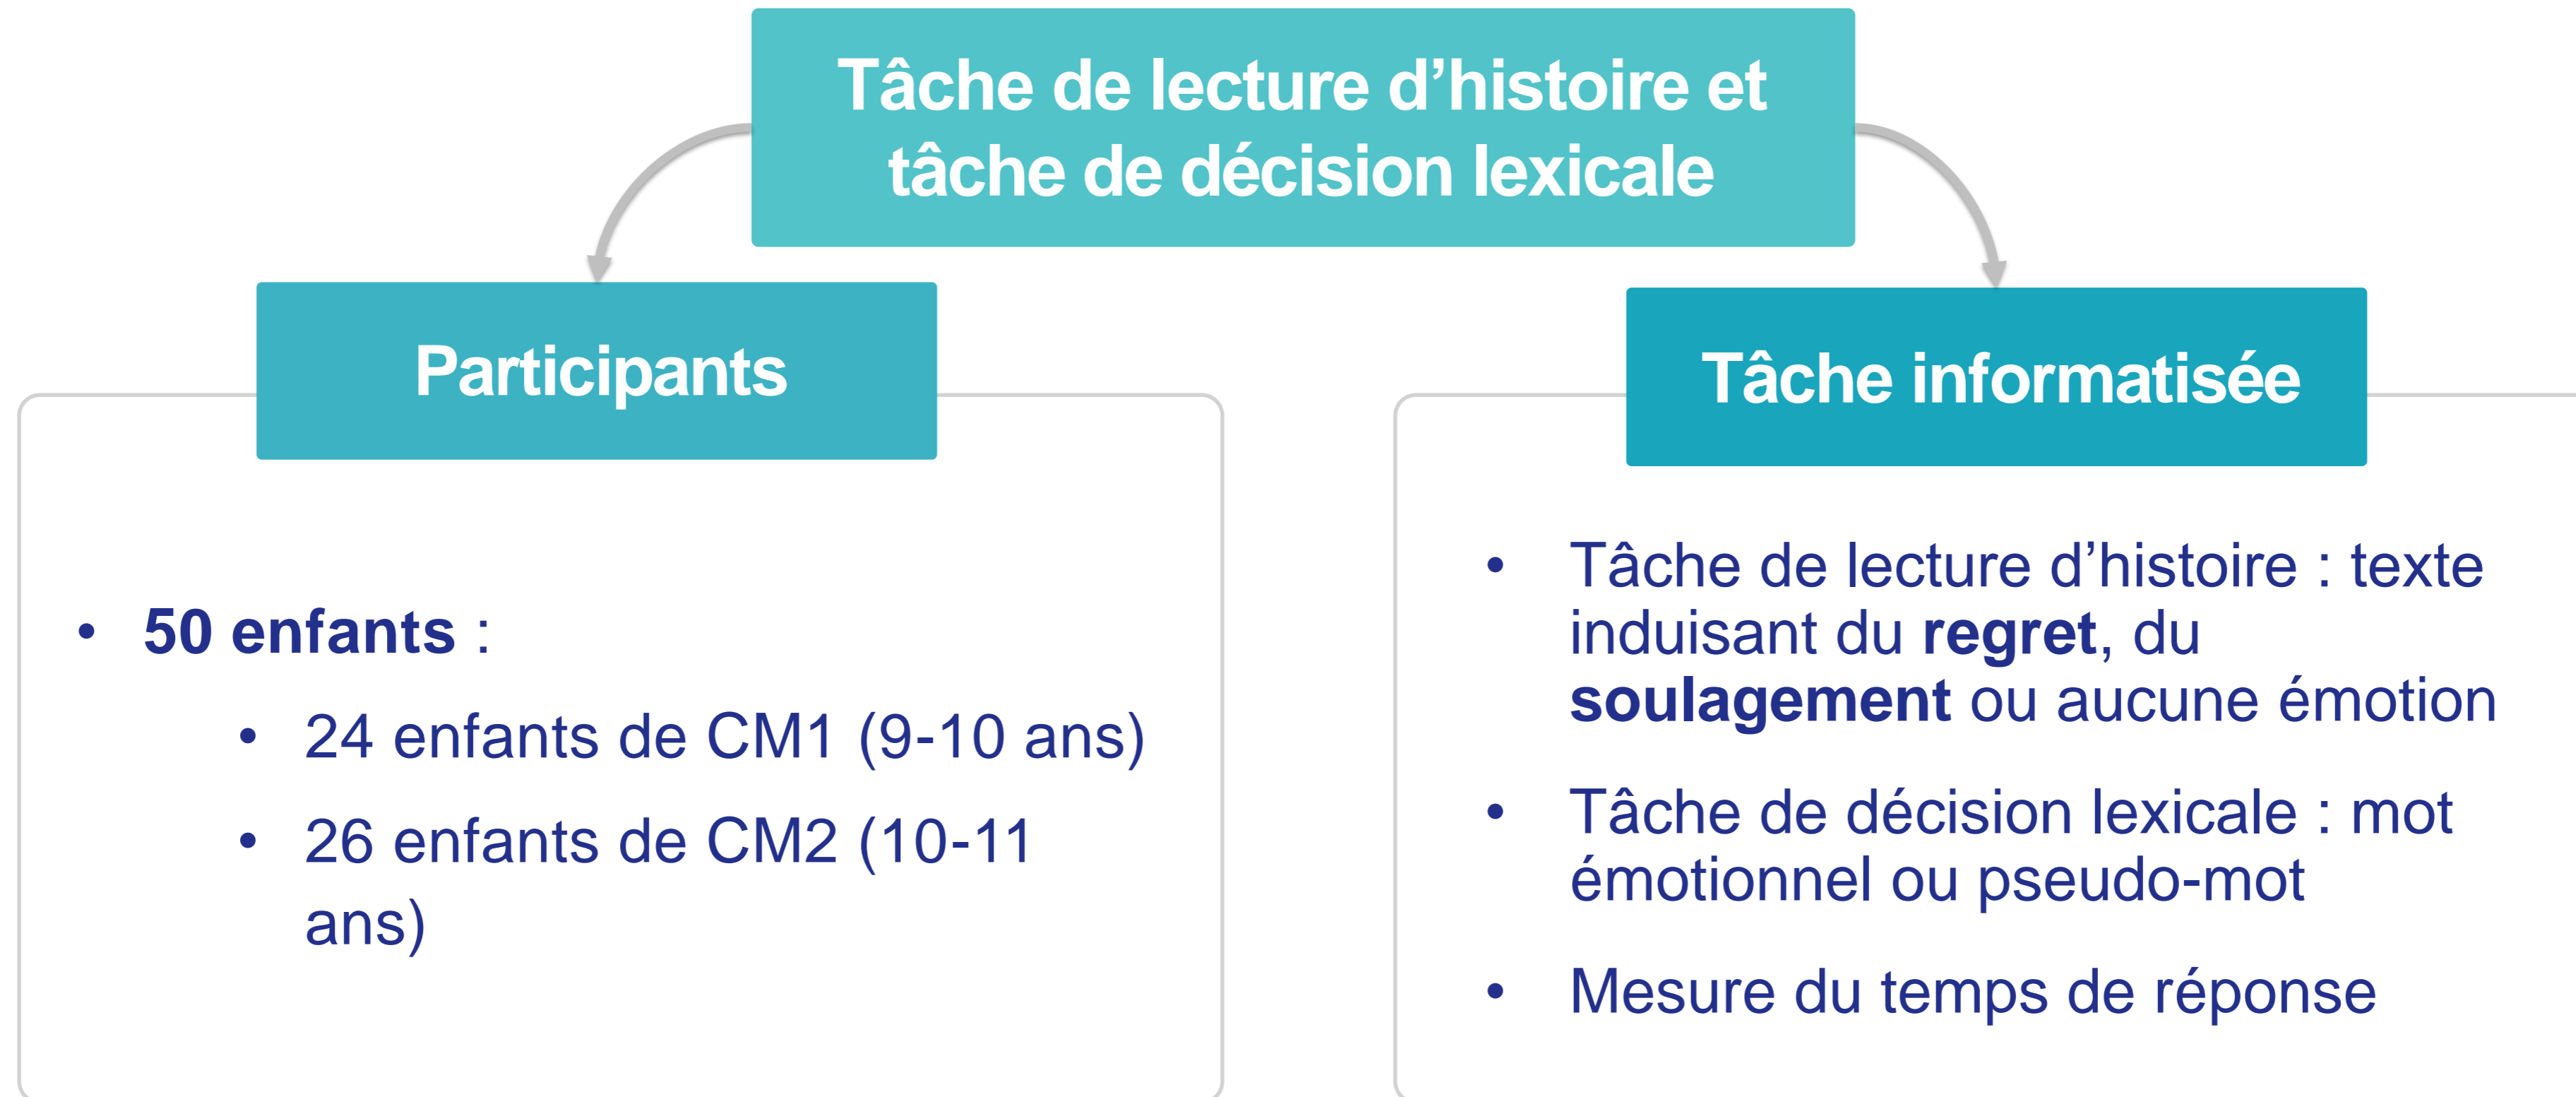 Tâche de lecture d’histoire et
tâche de décision lexicale
Participants
• 50 enfants :
• 24 enfants de CM1 (9-10 ans)
• 26 enfants de CM2 (10-11
ans)
Tâche informatisée
• Tâche de lecture d’histoire : texte
induisant du regret, du
soulagement ou aucune émotion
• Tâche de décision lexicale : mot
émotionnel ou pseudo-mot
• Mesure du temps de réponse